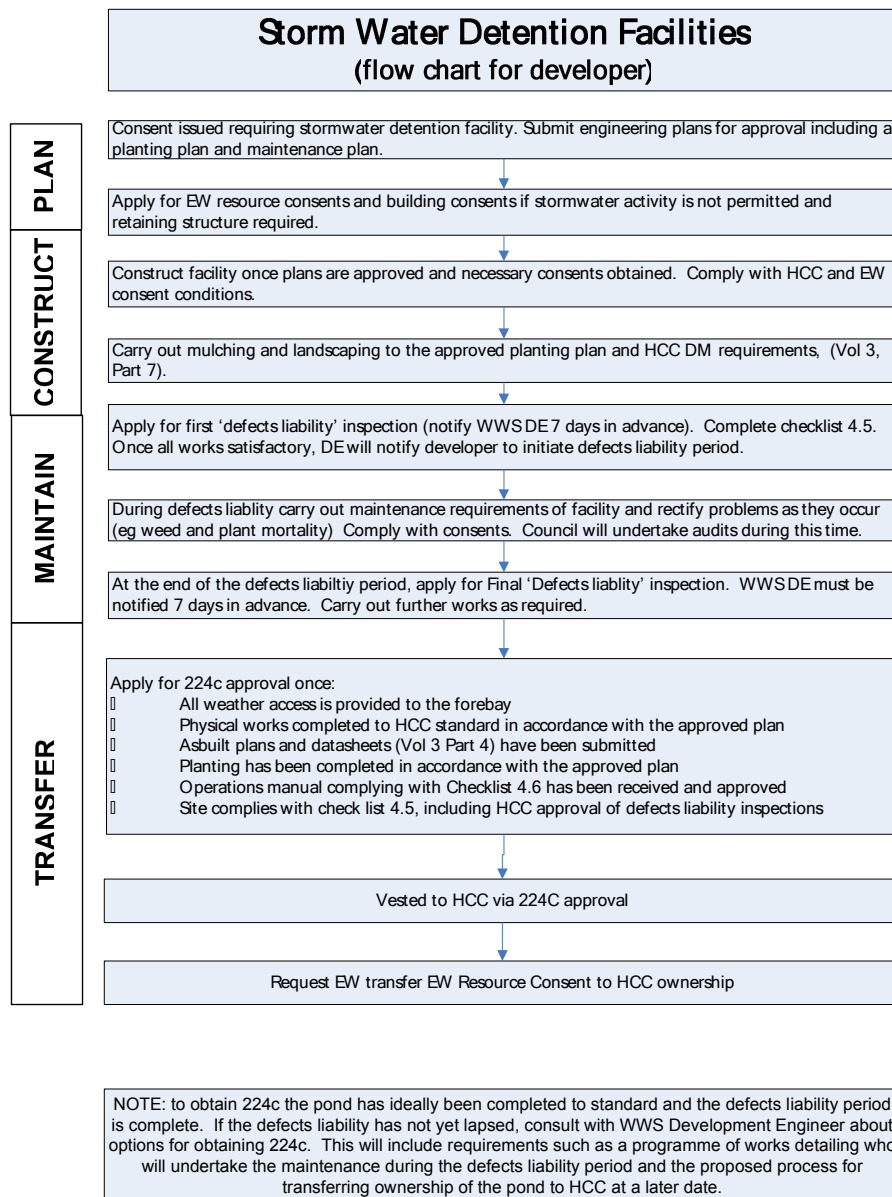 Storm Water Detention Facilities
(flow chart for developer)
PLAN
Consent issued requiring stormwater detention facility. Submit engineering plans for approval including a
planting plan and maintenance plan.
Apply for EW resource consents and building consents if stormwater activity is not permitted and
retaining structure required.
CONSTRUCT
Construct facility once plans are approved and necessary consents obtained. Comply with HCC and EW
consent conditions.
Carry out mulching and landscaping to the approved planting plan and HCC DM requirements, (Vol 3,
Part 7).
MAINTAIN
Apply for first ‘defects liability’ inspection (notify WWS DE 7 days in advance). Complete checklist 4.5.
Once all works satisfactory, DE will notify developer to initiate defects liability period.
During defects liablity carry out maintenance requirements of facility and rectify problems as they occur
(eg weed and plant mortality) Comply with consents. Council will undertake audits during this time.
At the end of the defects liabiltiy period, apply for Final ‘Defects liablity’ inspection. WWS DE must be
notified 7 days in advance. Carry out further works as required.
TRANSFER
Apply for 224c approval once:
All weather access is provided to the forebay
Physical works completed to HCC standard in accordance with the approved plan
Asbuilt plans and datasheets (Vol 3 Part 4) have been submitted
Planting has been completed in accordance with the approved plan
Operations manual complying with Checklist 4.6 has been received and approved
Site complies with check list 4.5, including HCC approval of defects liability inspections
Vested to HCC via 224C approval
Request EW transfer EW Resource Consent to HCC ownership
NOTE: to obtain 224c the pond has ideally been completed to standard and the defects liability period
is complete. If the defects liability has not yet lapsed, consult with WWS Development Engineer about
options for obtaining 224c. This will include requirements such as a programme of works detailing who
will undertake the maintenance during the defects liability period and the proposed process for
transferring ownership of the pond to HCC at a later date.